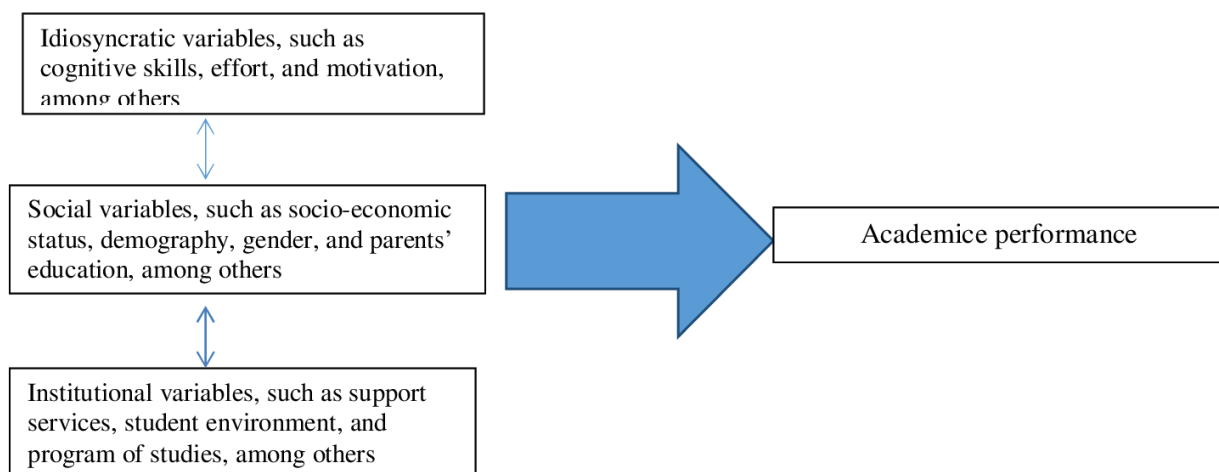 Idiosyncratic variables, such as
cognitive skills, effort, and motivation,
among others
Social variables, such as socio-economic
status, demography, gender, and parents’
education, among others
Institutional variables, such as support
services, student environment, and
program of studies, among others
Academice performance